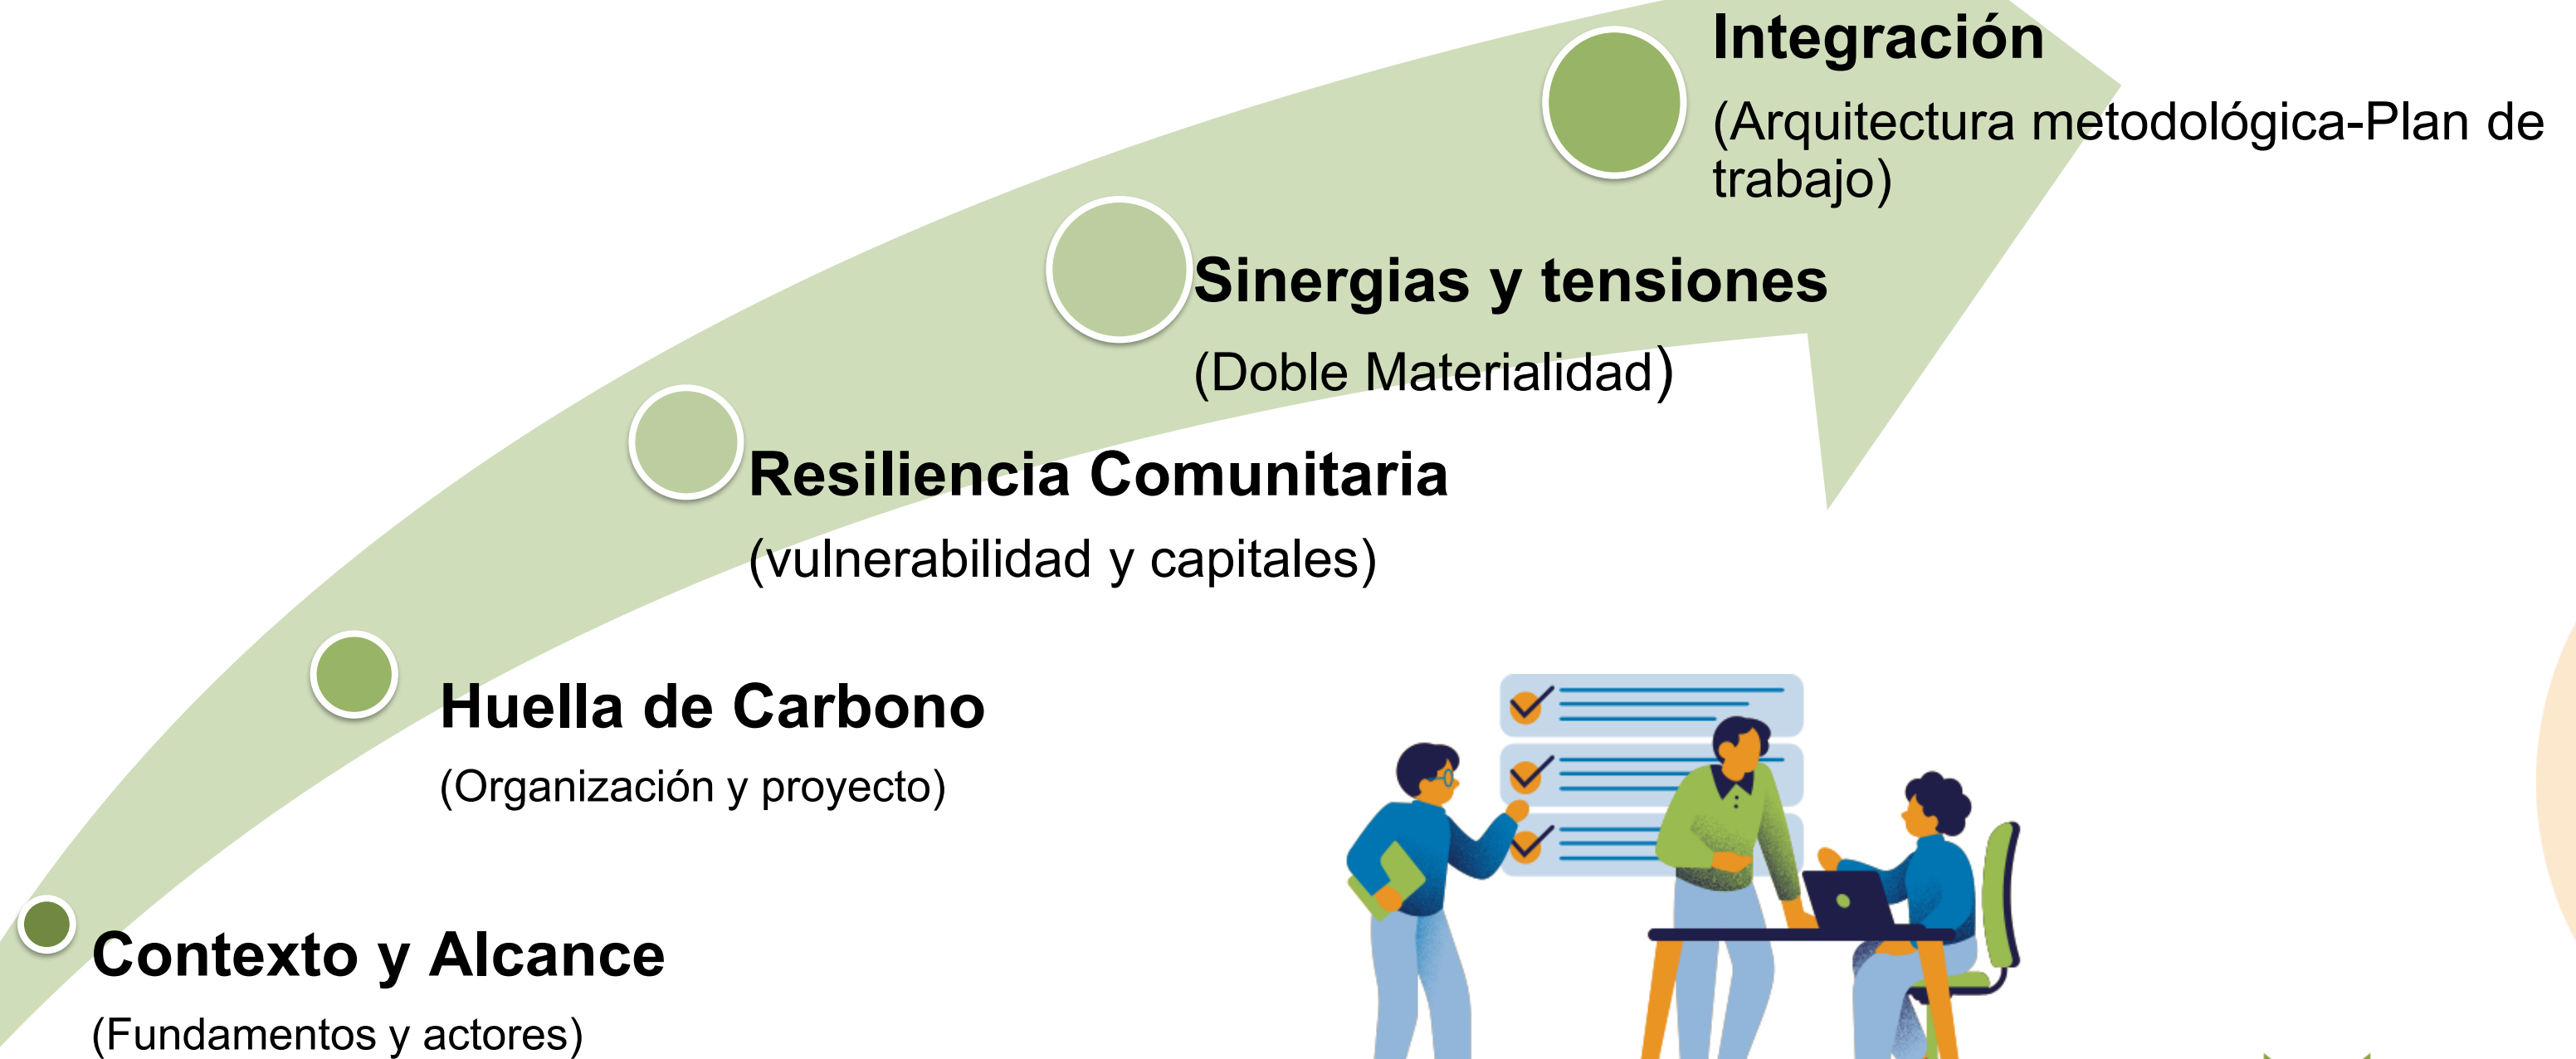 Integración
(Arquitectura metodológica-Plan de
trabajo)
Sinergias y tensiones
(Doble Materialidad)
Resiliencia Comunitaria
(vulnerabilidad y capitales)
Huella de Carbono
(Organización y proyecto)
Contexto y Alcance
(Fundamentos y actores)